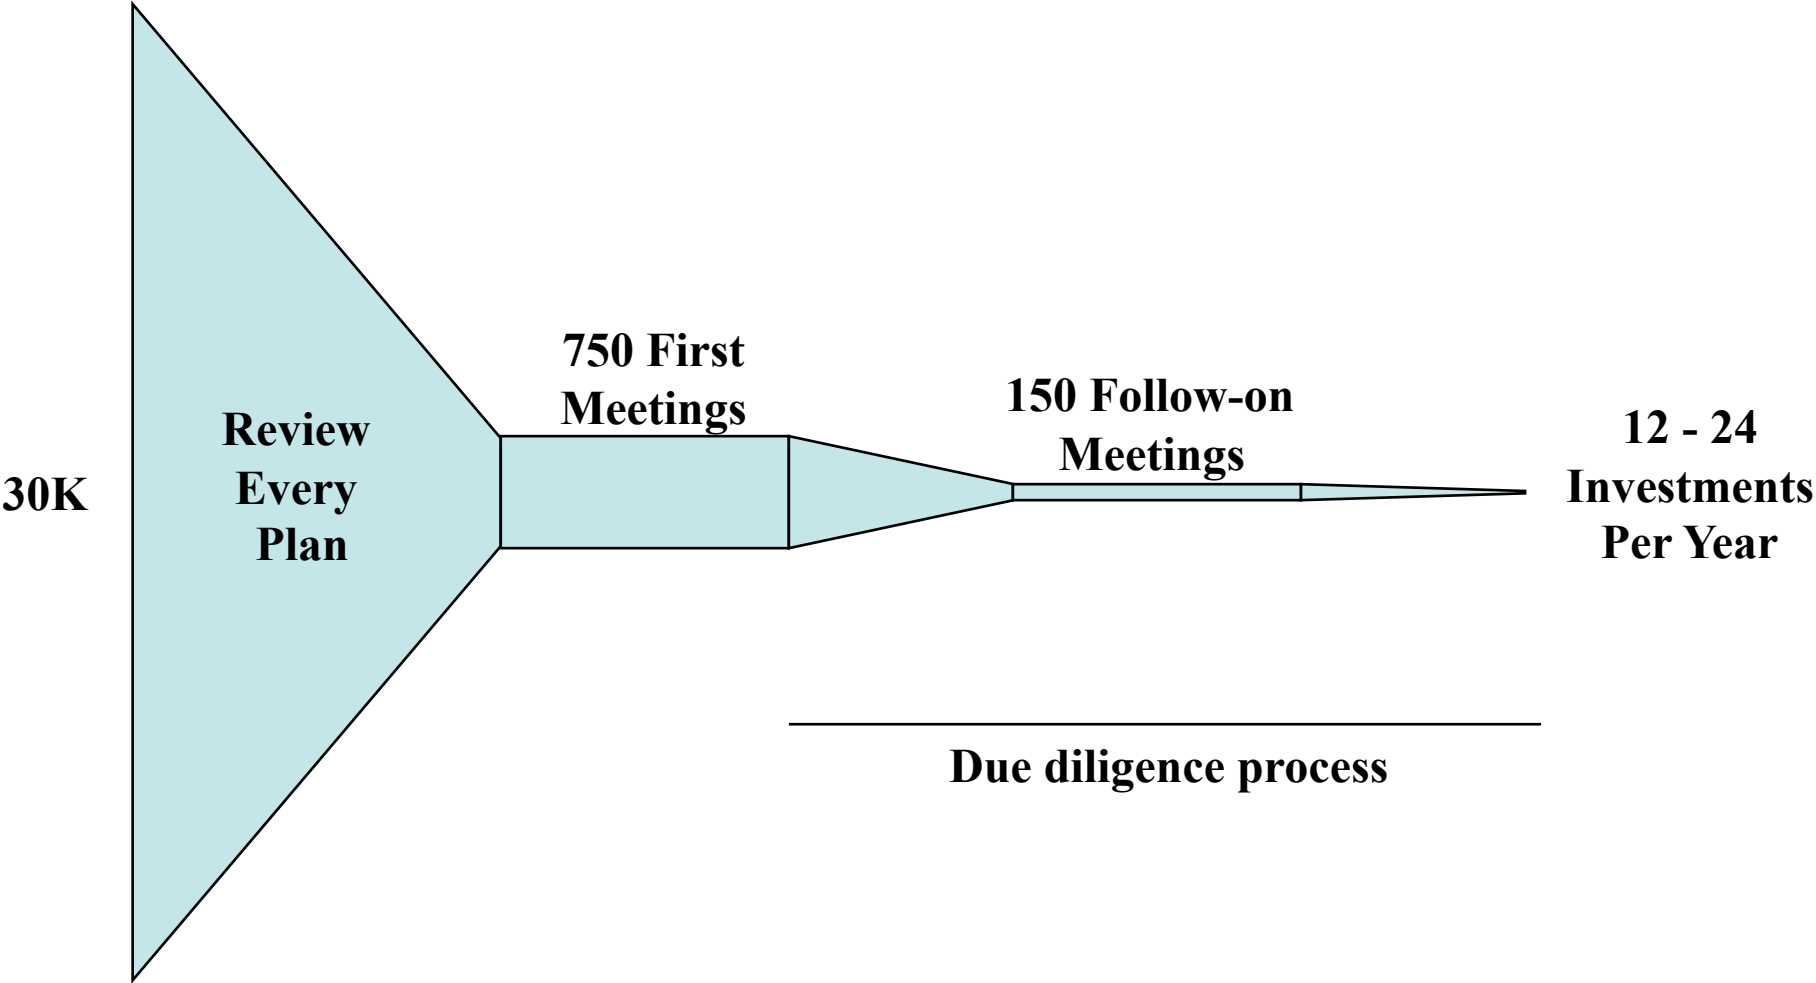 30K
Review
Every
Plan
750 First
Meetings
150 Follow-on
Meetings
12 - 24
Investments
Per Year
Due diligence process